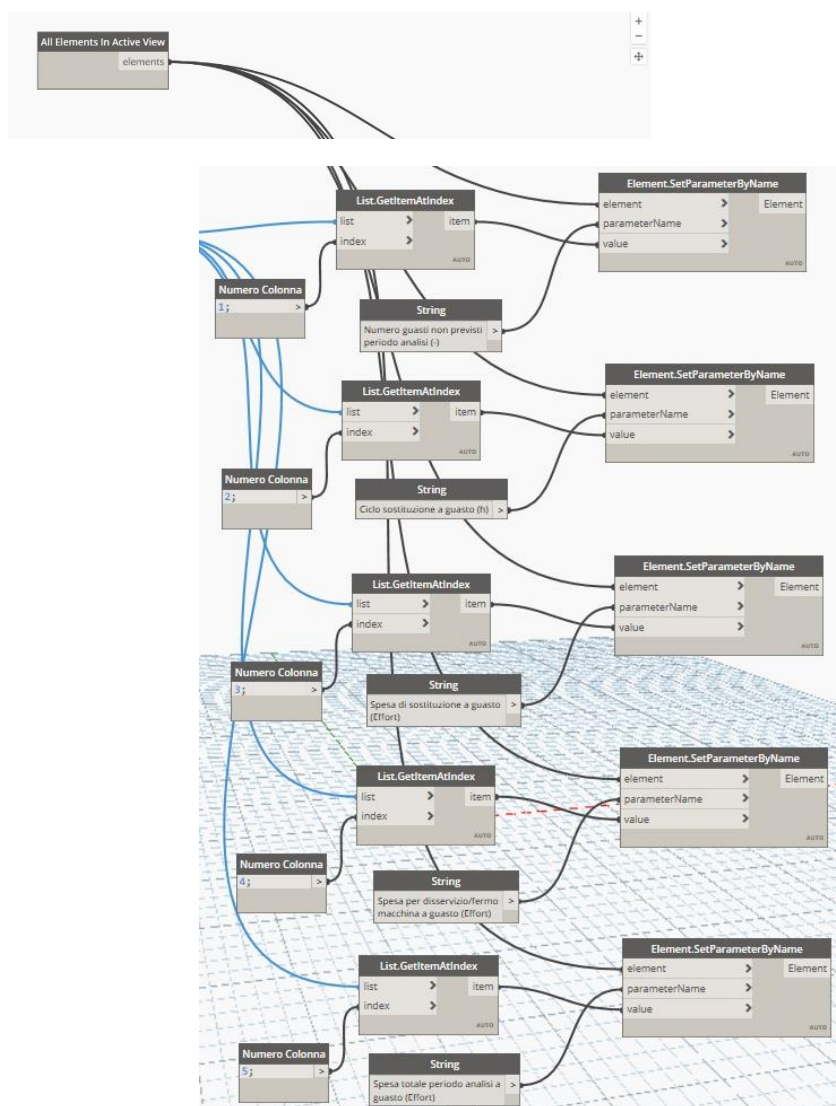 All Elements In Active View
elements
+
−
List.GetItemAtIndex
list > item
index >
AUTO
Element.SetParameterByName
element > Element
parameterName >
value >
AUTO
Numero Colonna
1; >
String
Numero guasti non previsti >
periodo analisi (-)
List.GetItemAtIndex
list > item
index >
AUTO
Element.SetParameterByName
element > Element
parameterName >
value >
AUTO
Numero Colonna
2; >
String
Ciclo sostituzione a guasto (h) >
List.GetItemAtIndex
list > item
index >
AUTO
Element.SetParameterByName
element > Element
parameterName >
value >
AUTO
Numero Colonna
3; >
String
Spesa di sostituzione a guasto >
(Effort)
List.GetItemAtIndex
list > item
index >
AUTO
Element.SetParameterByName
element > Element
parameterName >
value >
AUTO
Numero Colonna
4; >
String
Spesa per disservizio/fermo >
macchina a guasto (Effort)
List.GetItemAtIndex
list > item
index >
AUTO
Element.SetParameterByName
element > Element
parameterName >
value >
AUTO
Numero Colonna
5; >
String
Spesa totale periodo analisi a >
guasto (Effort)